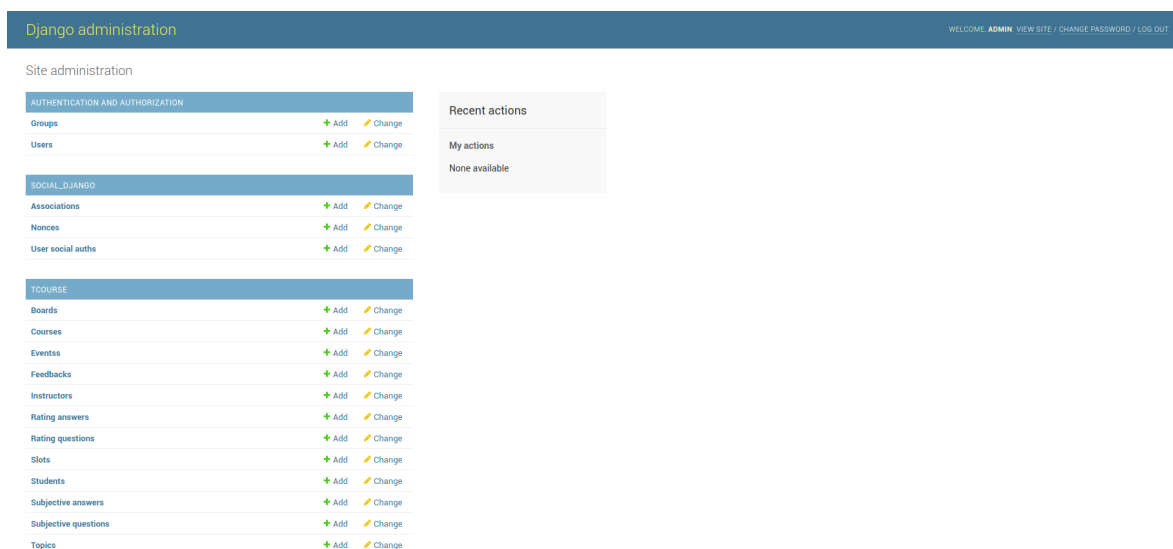 Django administration
WELCOME, ADMIN. VIEW SITE / CHANGE PASSWORD / LOG OUT
Site administration
AUTHENTICATION AND AUTHORIZATION
Groups + Add Change
Users + Add Change
SOCIAL_DJANGO
Associations + Add Change
Nonces + Add Change
User social auths + Add Change
TCOURSE
Boards + Add Change
Courses + Add Change
Eventss + Add Change
Feedbacks + Add Change
Instructors + Add Change
Rating answers + Add Change
Rating questions + Add Change
Slots + Add Change
Students + Add Change
Subjective answers + Add Change
Subjective questions + Add Change
Topics + Add Change
Recent actions
My actions
None available